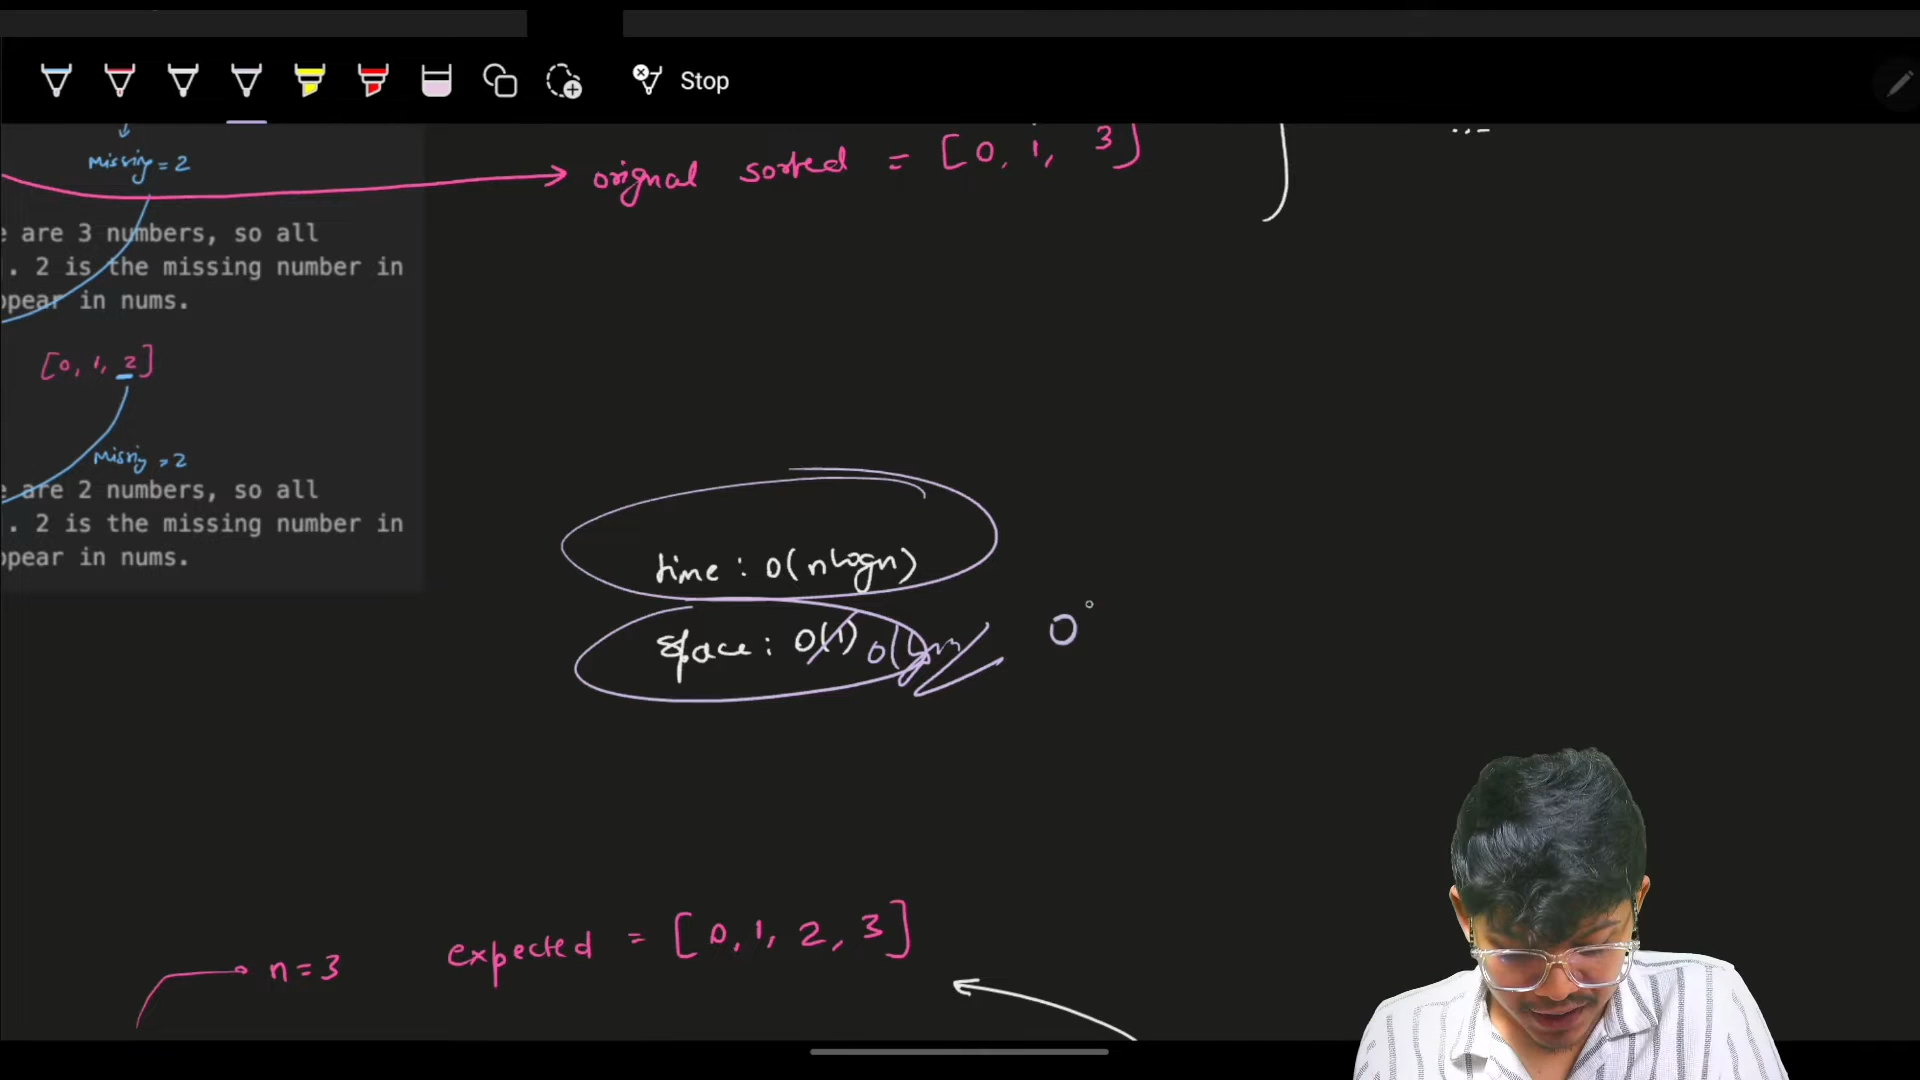 Stop
Missing = 2
orignal sorted = [0, 1, 3]
e are 3 numbers, so all
. 2 is the missing number in
ppear in nums.
[0, 1, 2]
Missing = 2
e are 2 numbers, so all
. 2 is the missing number in
ppear in nums.
time : O(nlogn)
space : O(1) O(
O
expected = [0, 1, 2, 3]
n = 3